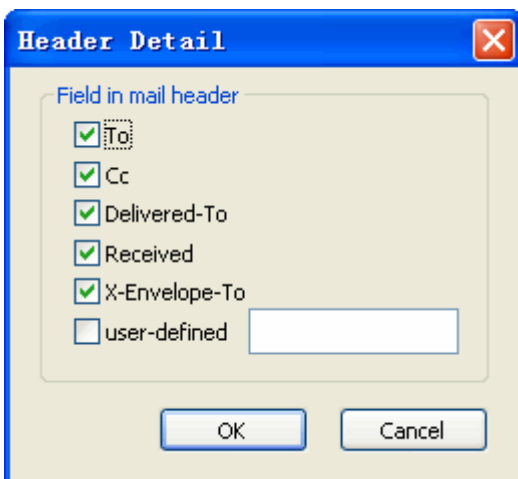 Header Detail
Field in mail header
To
Cc
Delivered-To
Received
X-Envelope-To
user-defined
OK Cancel